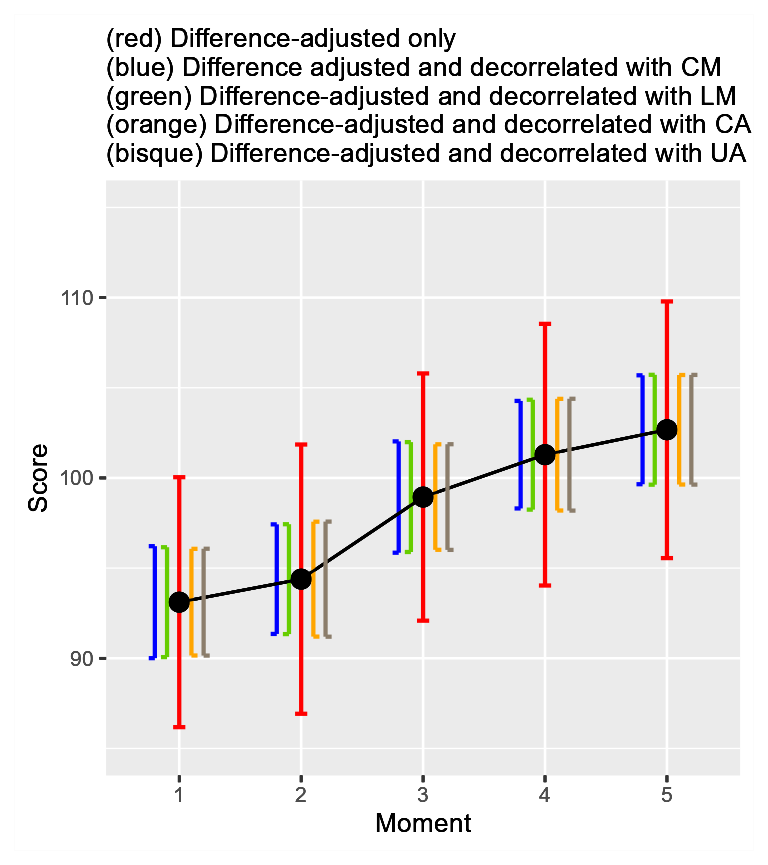 (red) Difference-adjusted only
(blue) Difference adjusted and decorrelated with CM
(green) Difference-adjusted and decorrelated with LM
(orange) Difference-adjusted and decorrelated with CA
(bisque) Difference-adjusted and decorrelated with UA
110
100
90
Score
1 2 3 4 5
Moment